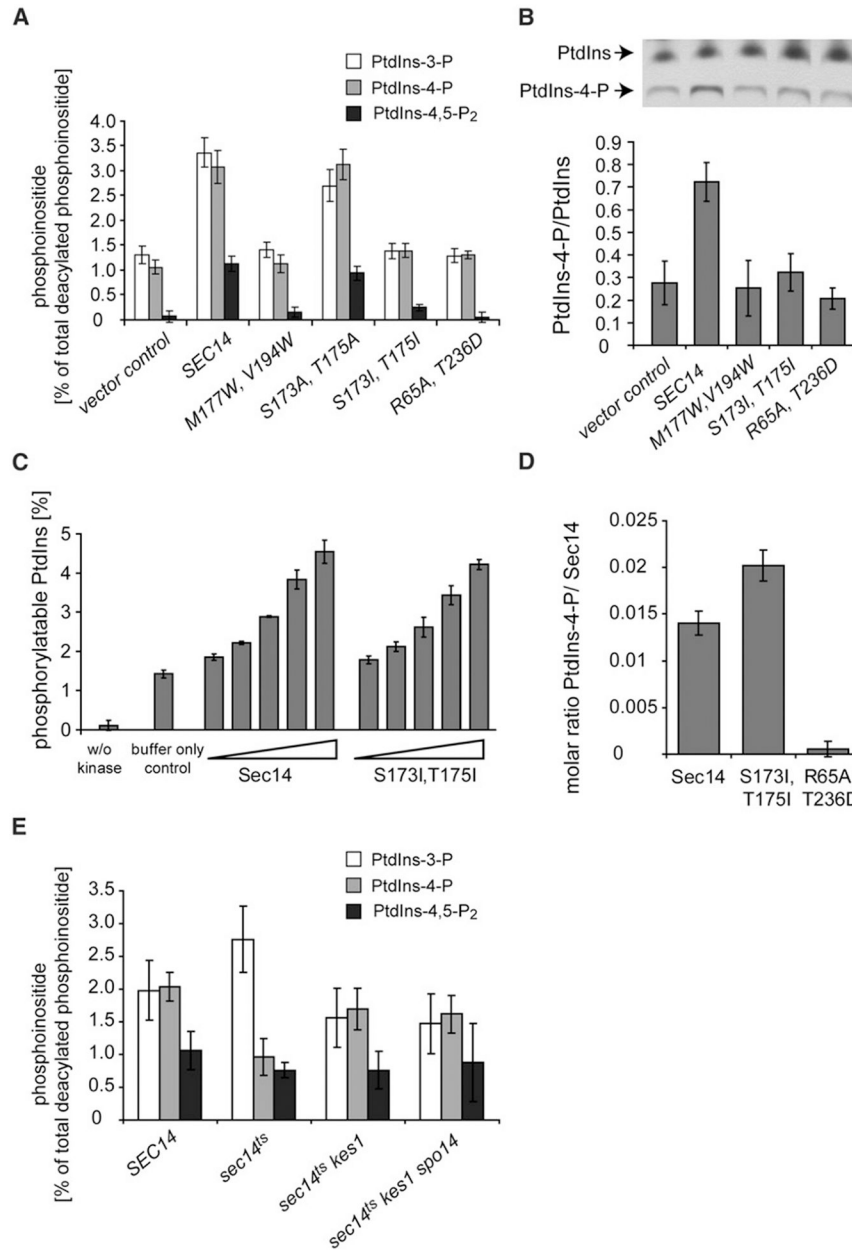 A
PtdIns-3-P
PtdIns-4-P
PtdIns-4,5-P2
phosphoinositide
[% of total deacylated phosphoinositide]
4.0
3.5
3.0
2.5
2.0
1.5
1.0
0.5
0
vector control
SEC14
M177W, V194W
S173A, T175A
S173I, T175I
R65A, T236D
B
PtdIns
PtdIns-4-P
PtdIns-4-P/PtdIns
0.9
0.8
0.7
0.6
0.5
0.4
0.3
0.2
0.1
vector control
SEC14
M177W,V194W
S173I, T175I
R65A, T236D
C
phosphorylatable PtdIns [%]
5
4
3
2
1
0
w/o
kinase
buffer only
control
Sec14
S173I,T175I
D
molar ratio PtdIns-4-P/ Sec14
0.025
0.02
0.015
0.01
0.005
0
Sec14
S173I,
T175I
R65A
T236D
E
PtdIns-3-P
PtdIns-4-P
PtdIns-4,5-P2
phosphoinositide
[% of total deacylated phosphoinositide]
3.5
3.0
2.5
2.0
1.5
1.0
0.5
0
SEC14
sec14ts
sec14ts kes1
sec14ts kes1 spo14